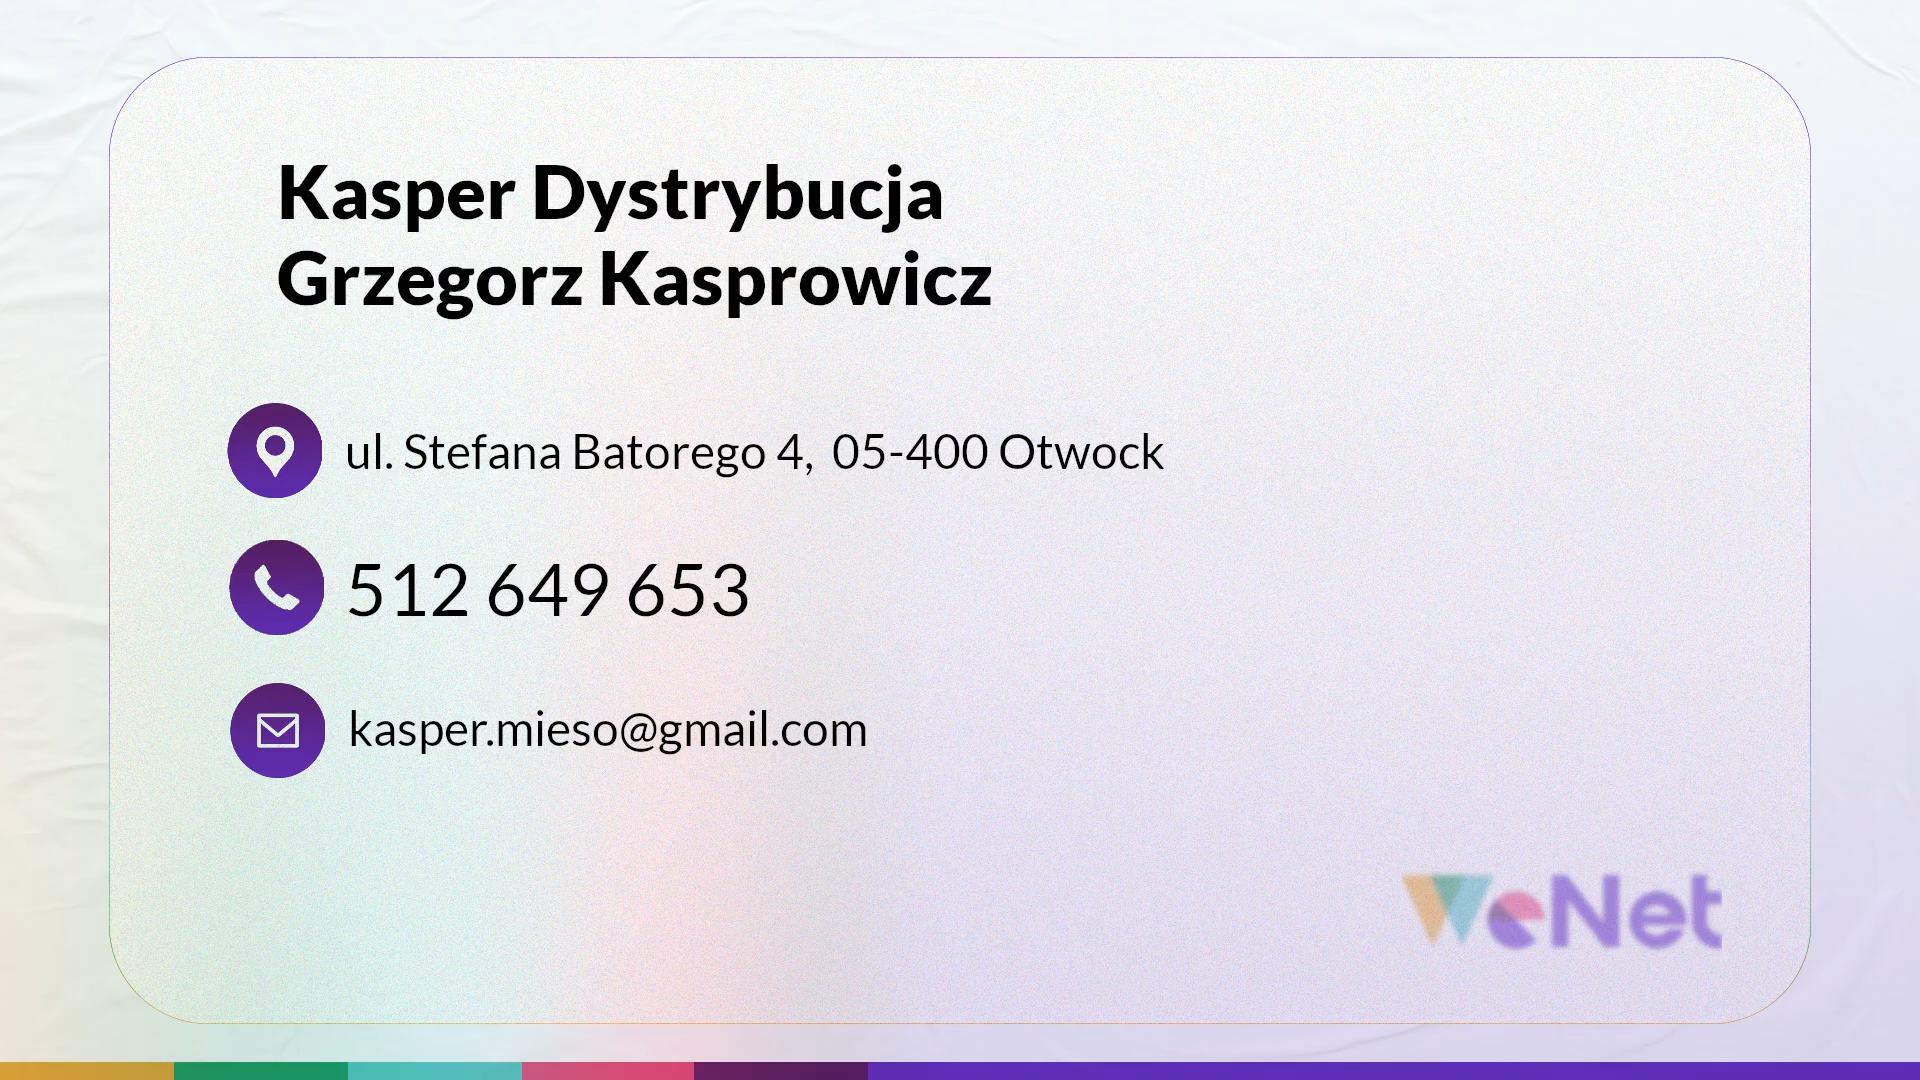 Kasper Dystrybucja
Grzegorz Kasprowicz
ul. Stefana Batorego 4,  05-400 Otwock
512 649 653
kasper.mieso@gmail.com
WeNet